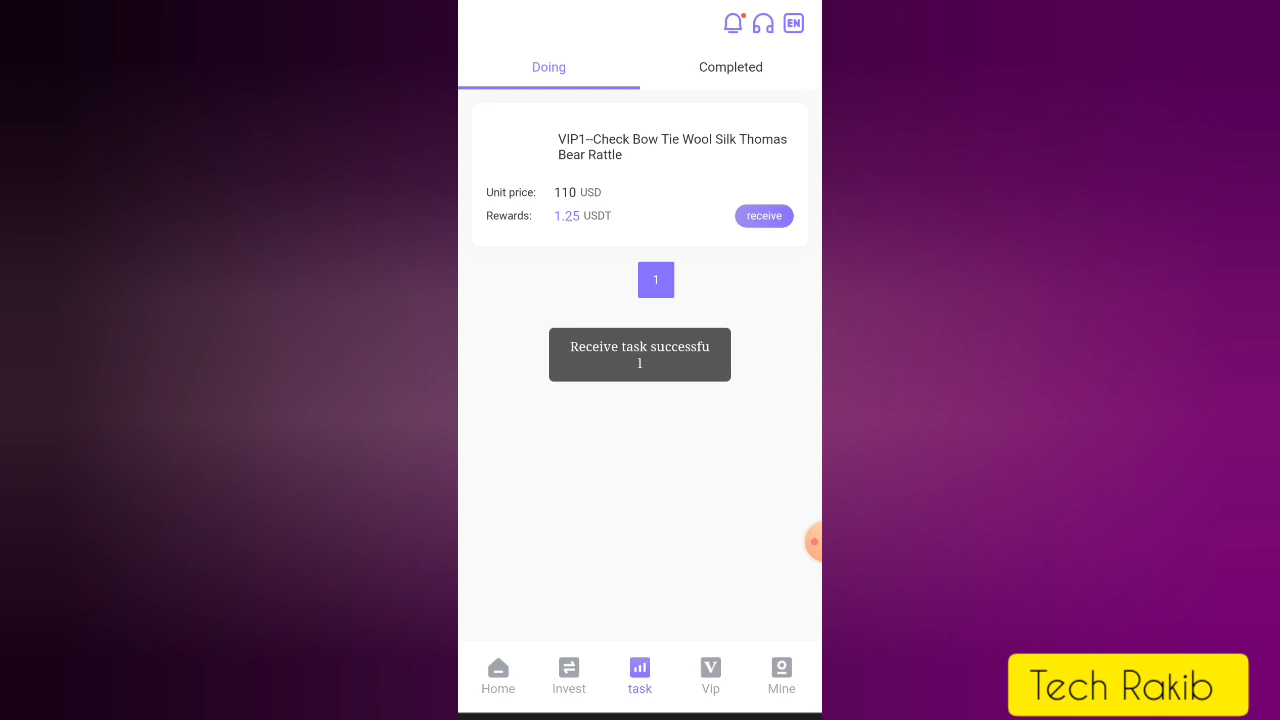 EN
Doing
Completed
VIP1--Check Bow Tie Wool Silk Thomas
Bear Rattle
Unit price: 110 USD
Rewards: 1.25 USDT
receive
1
Receive task successfu
l
Home
Invest
task
V
Vip
Mine
Tech Rakib